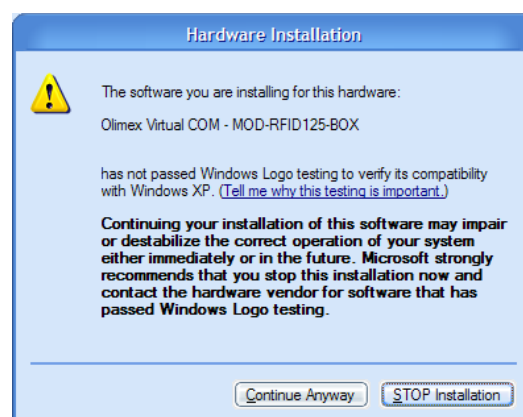 Hardware Installation
The software you are installing for this hardware:
Olimex Virtual COM - MOD-RFID125-BOX
has not passed Windows Logo testing to verify its compatibility
with Windows XP. (Tell me why this testing is important.)
Continuing your installation of this software may impair
or destabilize the correct operation of your system
either immediately or in the future. Microsoft strongly
recommends that you stop this installation now and
contact the hardware vendor for software that has
passed Windows Logo testing.
Continue Anyway STOP Installation